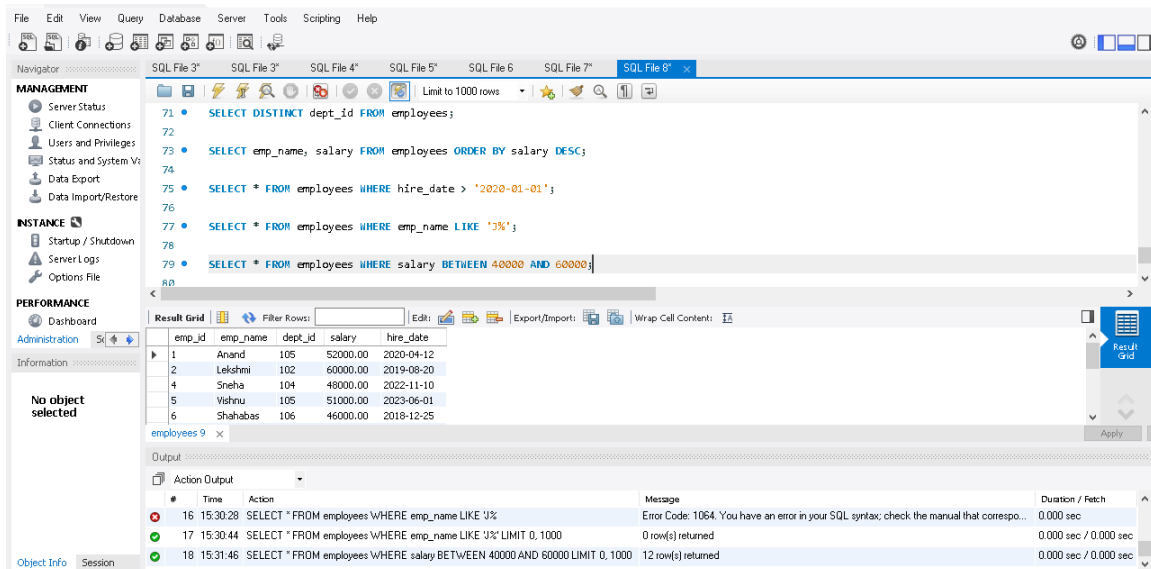 File Edit View Query Database Server Tools Scripting Help
Navigator
SQL File 3* SQL File 3* SQL File 4* SQL File 5* SQL File 6 SQL File 7* SQL File 8*
MANAGEMENT
Server Status
Client Connections
Users and Privileges
Status and System Va
Data Export
Data Import/Restore
INSTANCE
Startup / Shutdown
Server Logs
Options File
PERFORMANCE
Dashboard
Administration Sc
Information
No object
selected
Object Info Session
Limit to 1000 rows
71 SELECT DISTINCT dept_id FROM employees;
72
73 SELECT emp_name, salary FROM employees ORDER BY salary DESC;
74
75 SELECT * FROM employees WHERE hire_date > '2020-01-01';
76
77 SELECT * FROM employees WHERE emp_name LIKE 'J%';
78
79 SELECT * FROM employees WHERE salary BETWEEN 40000 AND 60000;
80
Result Grid Filter Rows: Edit: Export/Import: Wrap Cell Content:
emp_id emp_name dept_id salary hire_date
1 Anand 105 52000.00 2020-04-12
2 Lekshmi 102 60000.00 2019-08-20
4 Sneha 104 48000.00 2022-11-10
5 Vishnu 105 51000.00 2023-06-01
6 Shahabas 106 46000.00 2018-12-25
Result
Grid
employees 9
Apply
Output
Action Output
# Time Action Message Duration / Fetch
16 15:30:28 SELECT * FROM employees WHERE emp_name LIKE 'J% Error Code: 1064. You have an error in your SQL syntax; check the manual that correspo... 0.000 sec
17 15:30:44 SELECT * FROM employees WHERE emp_name LIKE 'J%' LIMIT 0, 1000 0 row(s) returned 0.000 sec / 0.000 sec
18 15:31:46 SELECT * FROM employees WHERE salary BETWEEN 40000 AND 60000 LIMIT 0, 1000 12 row(s) returned 0.000 sec / 0.000 sec